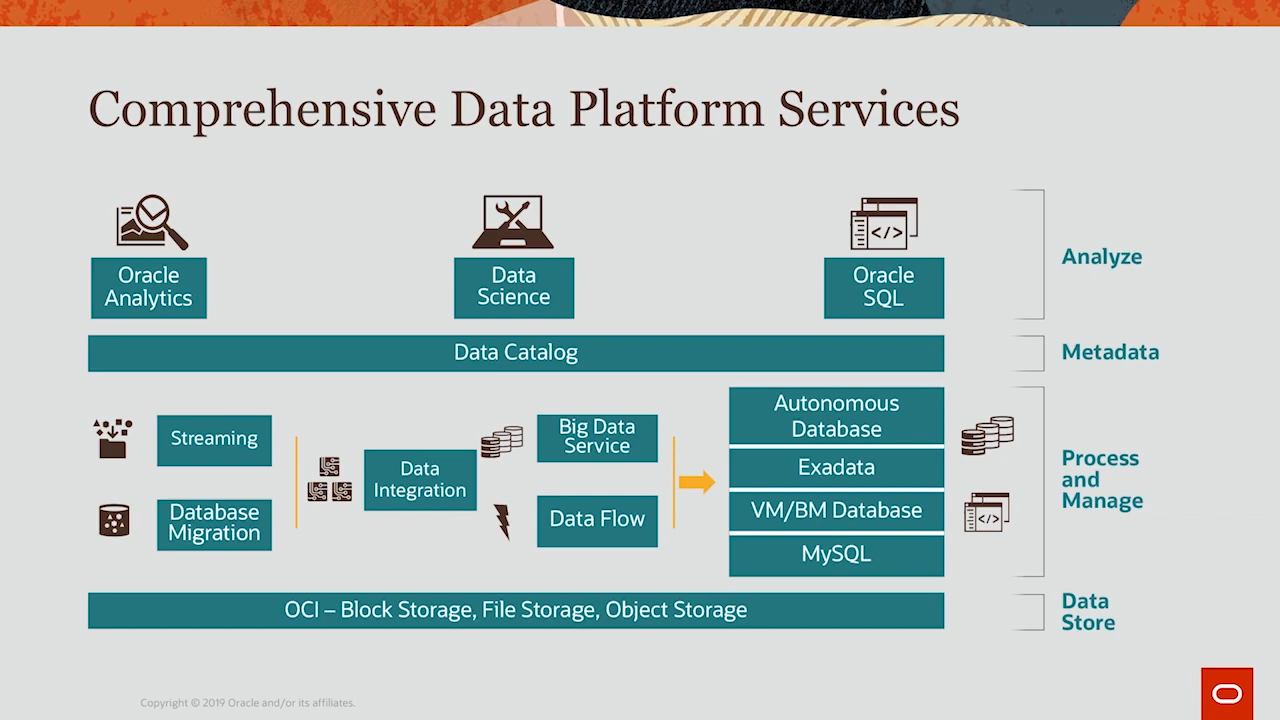 Comprehensive Data Platform Services
Oracle
Analytics
Data
Science
</>
Oracle
SQL
Analyze
Data Catalog
Metadata
Streaming
Database
Migration
Data
Integration
Big Data
Service
Data Flow
Autonomous
Database
Exadata
VM/BM Database
MySQL
</>
Process
and
Manage
OCI – Block Storage, File Storage, Object Storage
Data
Store
Copyright © 2019 Oracle and/or its affiliates.